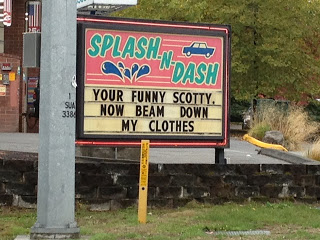 SPLASH N
DASH
YOUR FUNNY SCOTTY.
NOW BEAM DOWN
MY CLOTHES